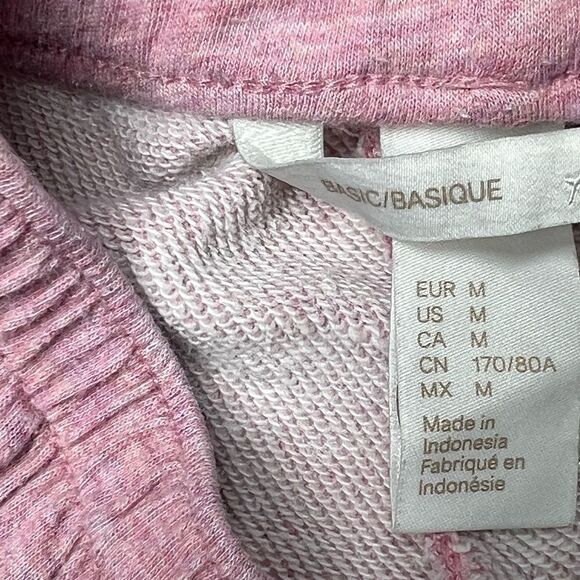 BASIC/BASIQUE
EUR M
US M
CA M
CN 170/80A
MX M
Made in
Indonesia
Fabriqué en
Indonésie